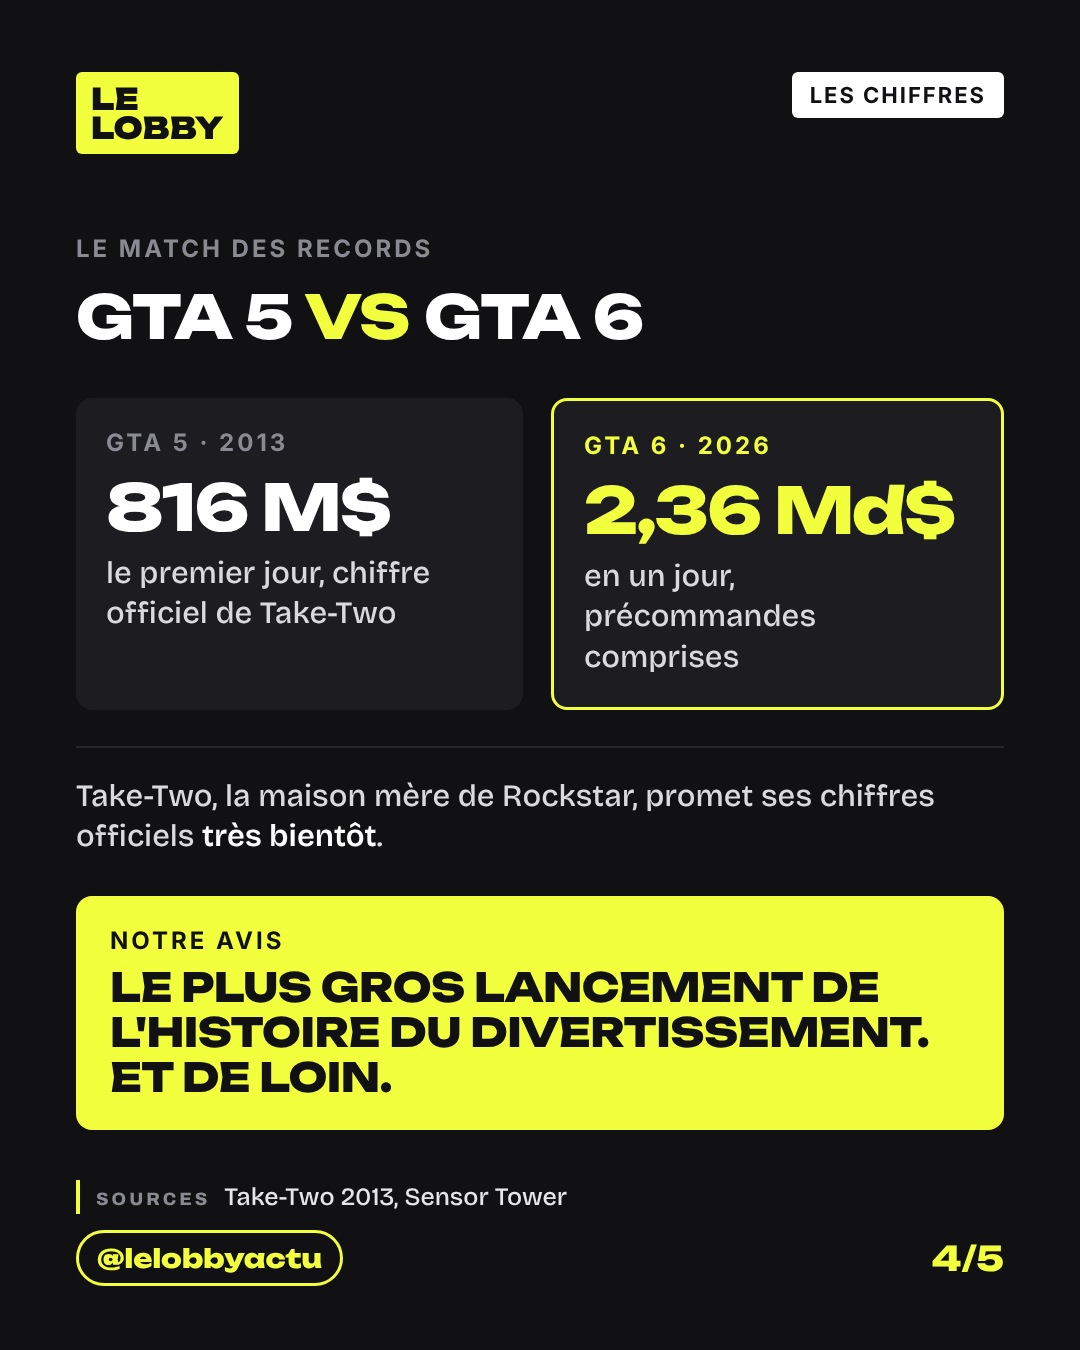 LE
LOBBY
LES CHIFFRES
LE MATCH DES RECORDS
GTA 5 VS GTA 6
GTA 5 · 2013
816 M$
le premier jour, chiffre
officiel de Take-Two
GTA 6 · 2026
2,36 Md$
en un jour,
précommandes
comprises
Take-Two, la maison mère de Rockstar, promet ses chiffres
officiels très bientôt.
NOTRE AVIS
LE PLUS GROS LANCEMENT DE
L'HISTOIRE DU DIVERTISSEMENT.
ET DE LOIN.
SOURCES Take-Two 2013, Sensor Tower
@lelobbyactu
4/5